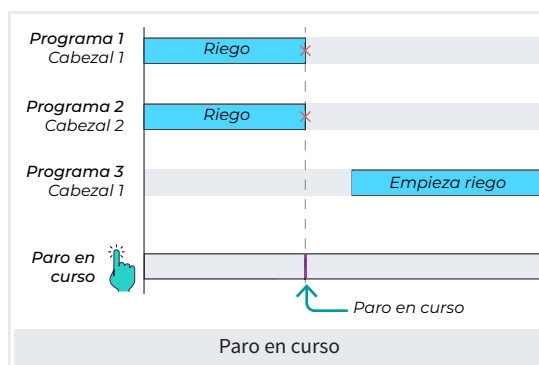 Programa 1
Cabezal 1
Riego
Programa 2
Cabezal 2
Riego
Programa 3
Cabezal 1
Empieza riego
Paro en
curso
Paro en curso
Paro en curso